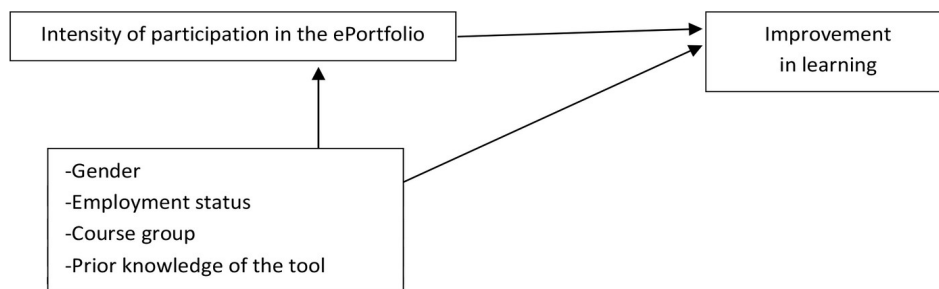 Intensity of participation in the ePortfolio
Improvement
in learning
-Gender
-Employment status
-Course group
-Prior knowledge of the tool